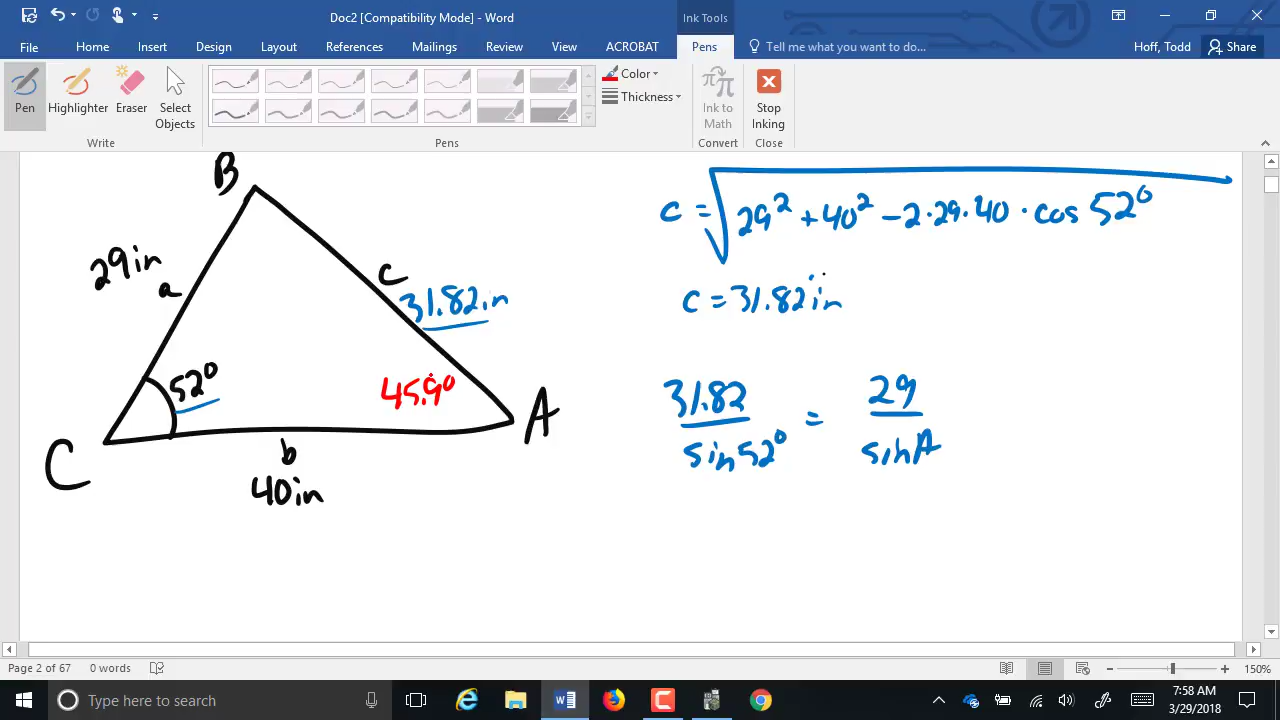 Doc2 [Compatibility Mode] - Word
Ink Tools
File Home Insert Design Layout References Mailings Review View ACROBAT Pens Tell me what you want to do... Hoff, Todd Share
Pen Highlighter Eraser Select Objects
Color
Thickness
Ink to Math
Stop Inking
Write Pens Convert Close
B
c = √29² + 40² - 2·29·40 · cos 52°
29in
a
c
31.82in
c = 31.82in
52°
45.9°
31.82 / sin52° = 29 / sinA
A
C
b
40in
Page 2 of 67 0 words 150%
Type here to search
7:58 AM
3/29/2018